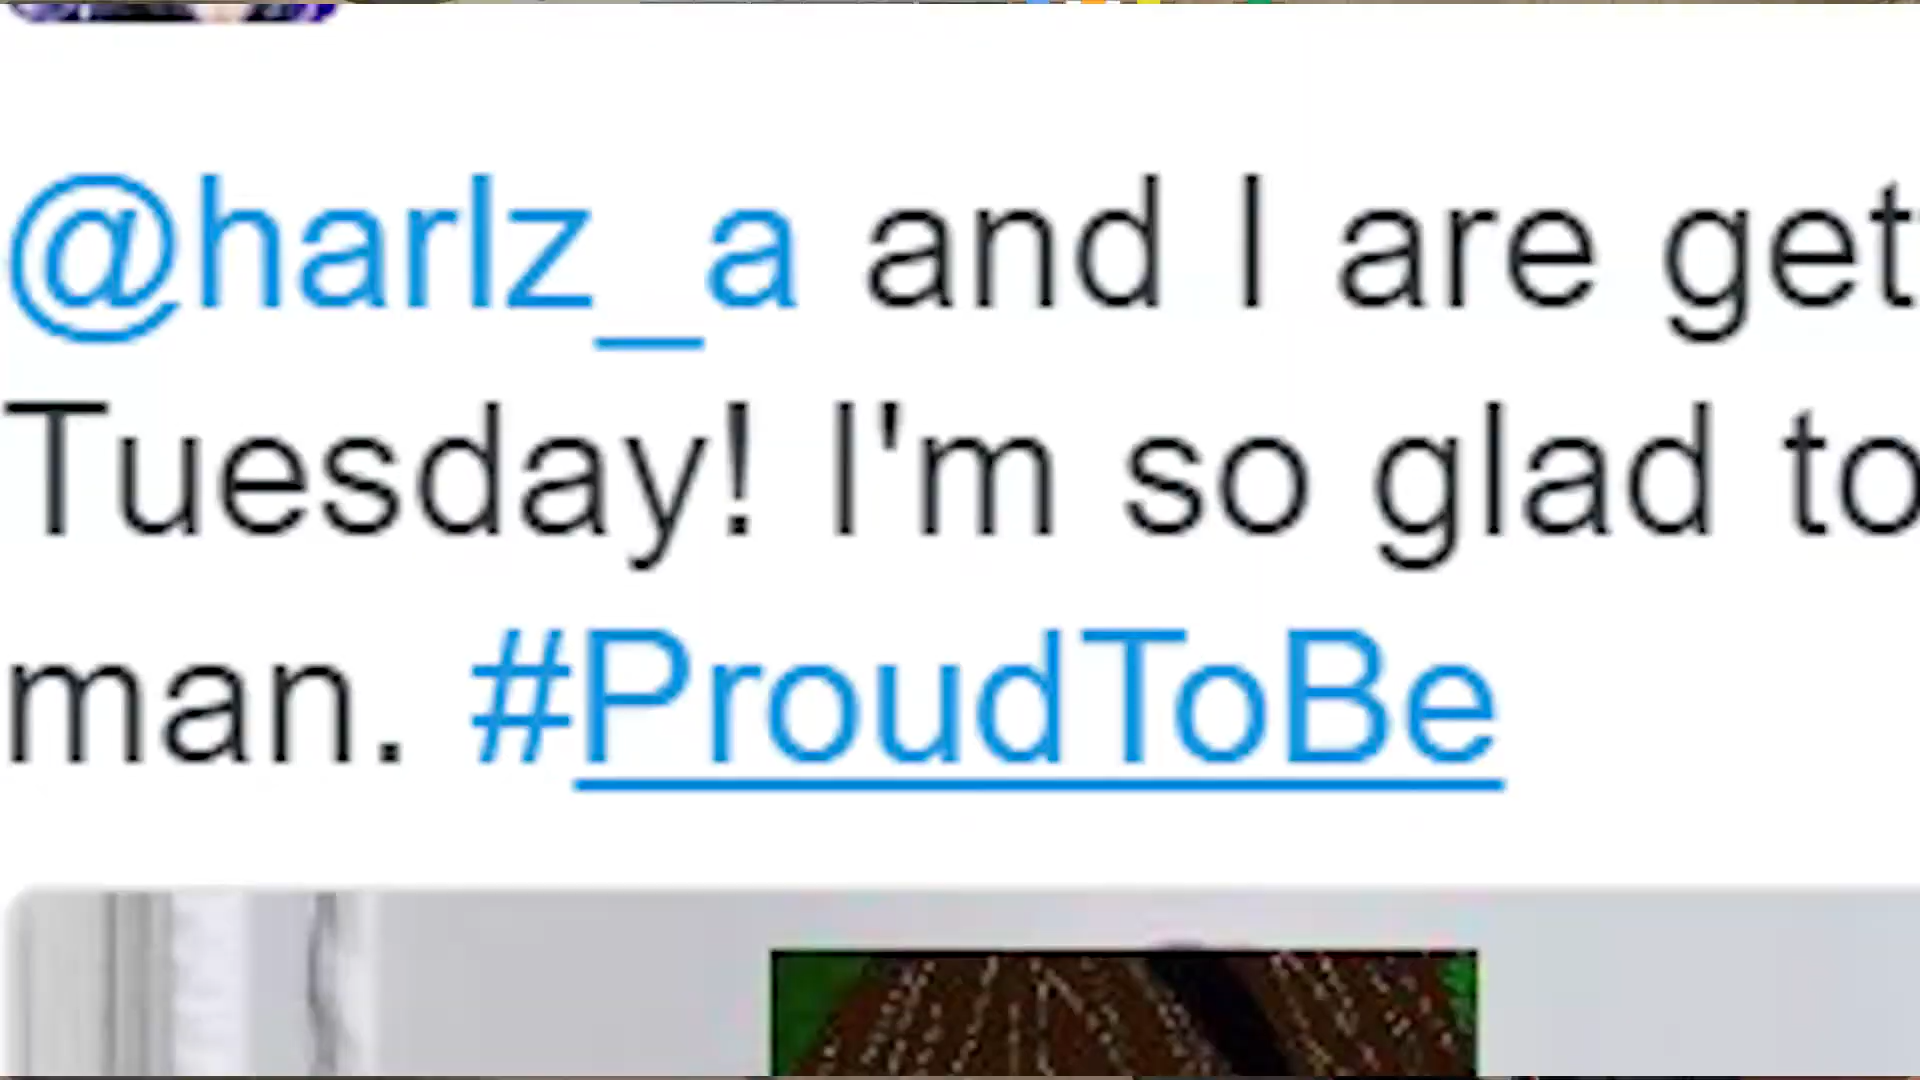 @harlz_a and I are get
Tuesday! I'm so glad to
man. #ProudToBe